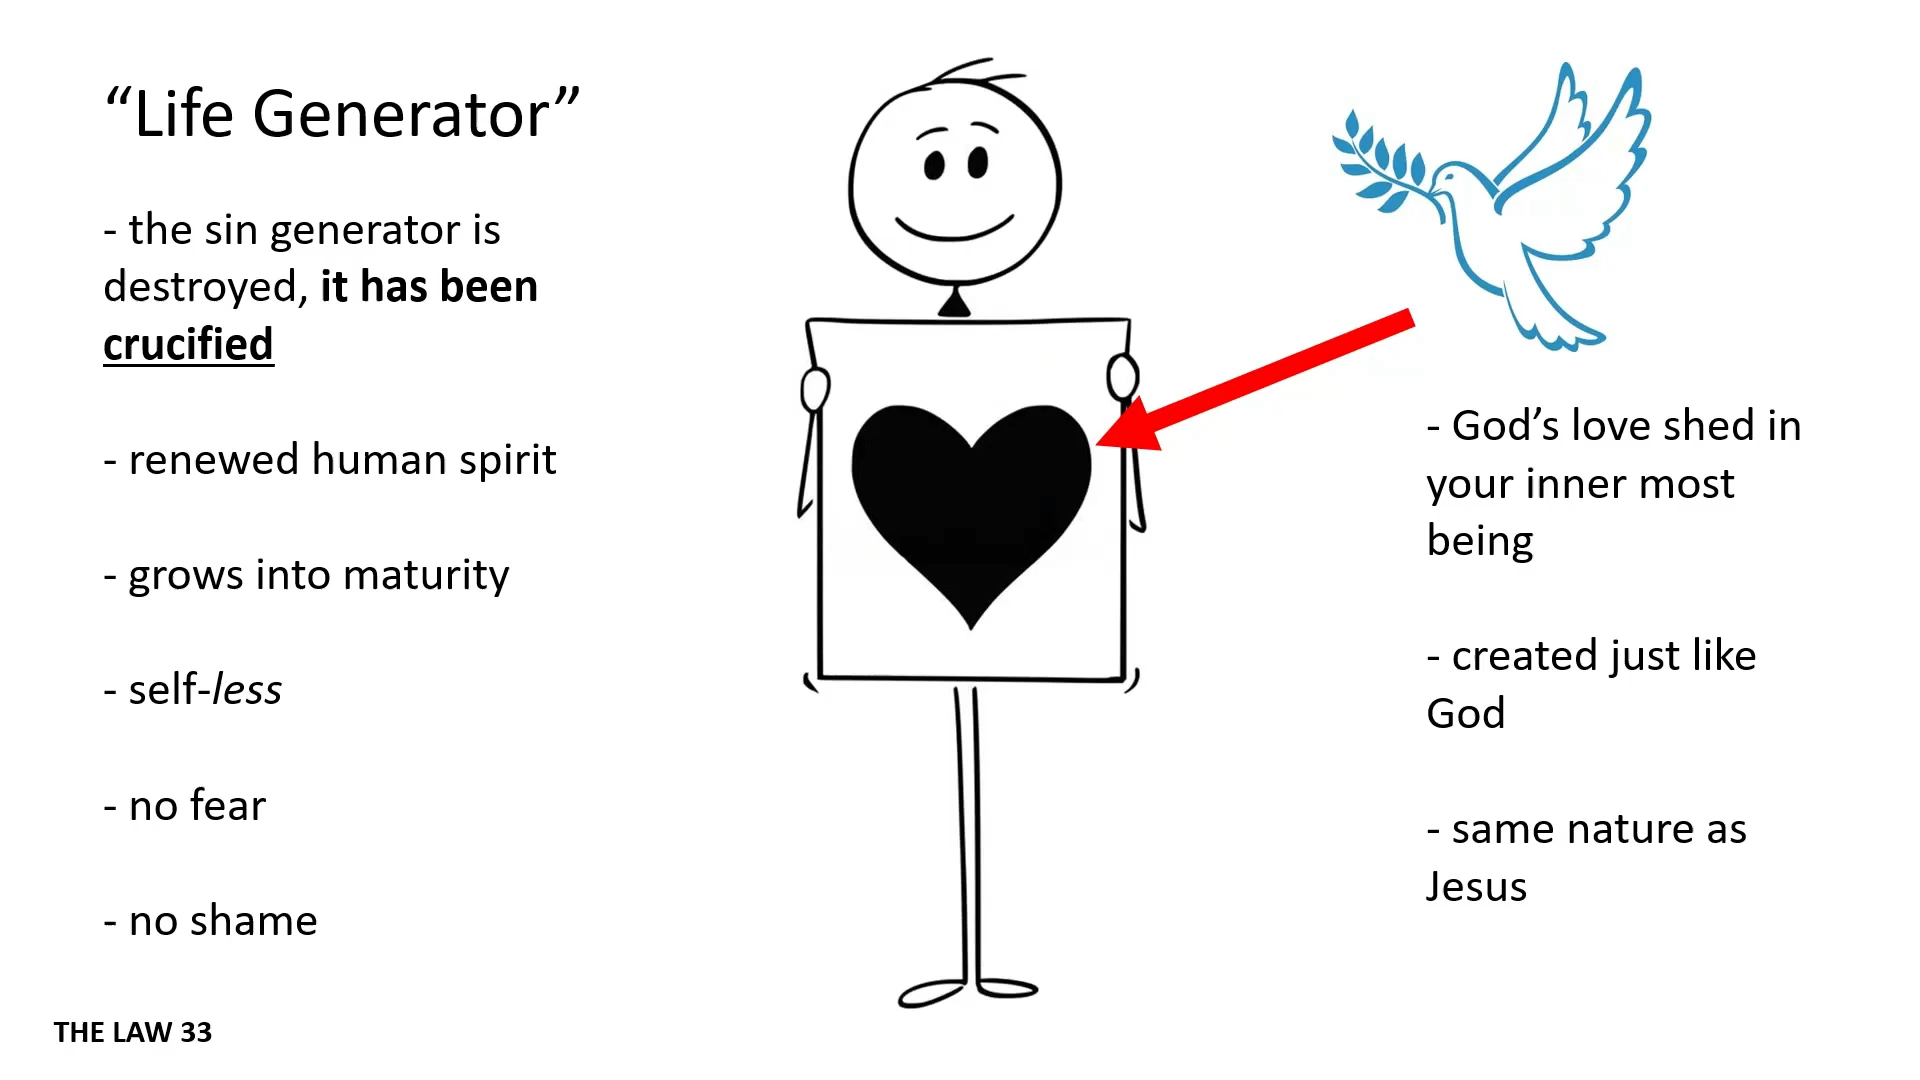 “Life Generator”
- the sin generator is
destroyed, it has been
crucified
- renewed human spirit
- grows into maturity
- self-less
- no fear
- no shame
- God’s love shed in
your inner most
being
- created just like
God
- same nature as
Jesus
THE LAW 33